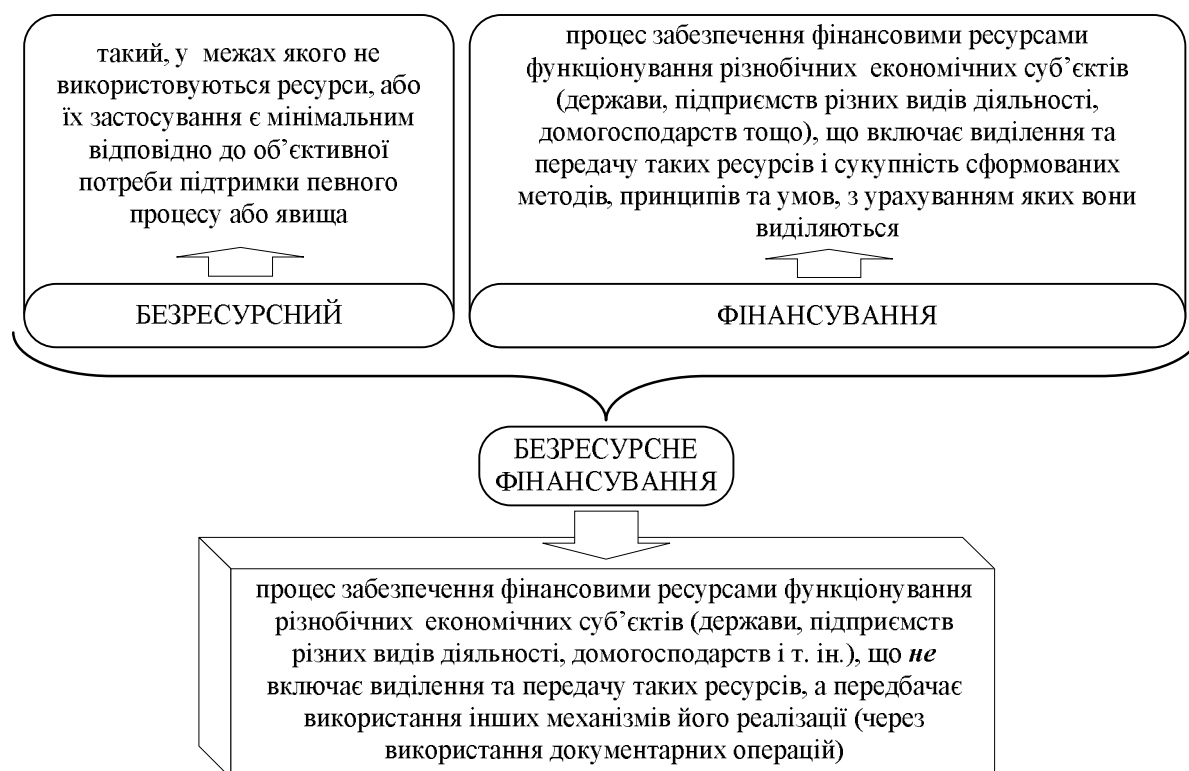 такий, у межах якого не
використовуються ресурси, або
їх застосування є мінімальним
відповідно до об’єктивної
потреби підтримки певного
процесу або явища
БЕЗРЕСУРСНИЙ
процес забезпечення фінансовими ресурсами
функціонування різнобічних економічних суб’єктів
(держави, підприємств різних видів діяльності,
домогосподарств тощо), що включає виділення та
передачу таких ресурсів і сукупність сформованих
методів, принципів та умов, з урахуванням яких вони
виділяються
ФІНАНСУВАННЯ
БЕЗРЕСУРСНЕ
ФІНАНСУВАННЯ
процес забезпечення фінансовими ресурсами функціонування
різнобічних економічних суб’єктів (держави, підприємств
різних видів діяльності, домогосподарств і т. ін.), що не
включає виділення та передачу таких ресурсів, а передбачає
використання інших механізмів його реалізації (через
використання документарних операцій)